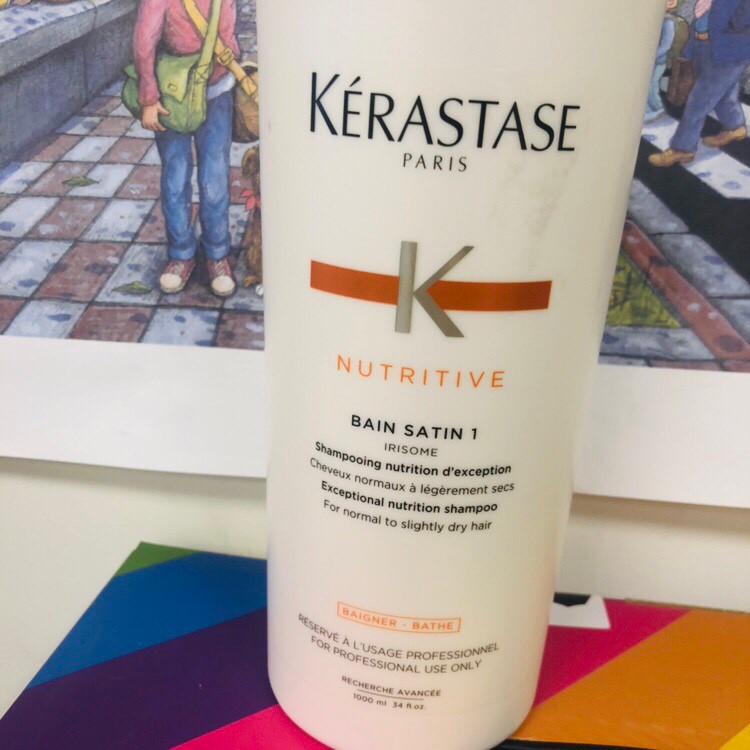 KÉRASTASE
PARIS
K
NUTRITIVE
BAIN SATIN 1
IRISOME
Shampooing nutrition d'exception
Cheveux normaux à légèrement secs
Exceptional nutrition shampoo
For normal to slightly dry hair
BAIGNER - BATHE
RÉSERVÉ À L'USAGE PROFESSIONNEL
FOR PROFESSIONAL USE ONLY
RECHERCHE AVANCÉE
1000 ml 34 fl.oz.